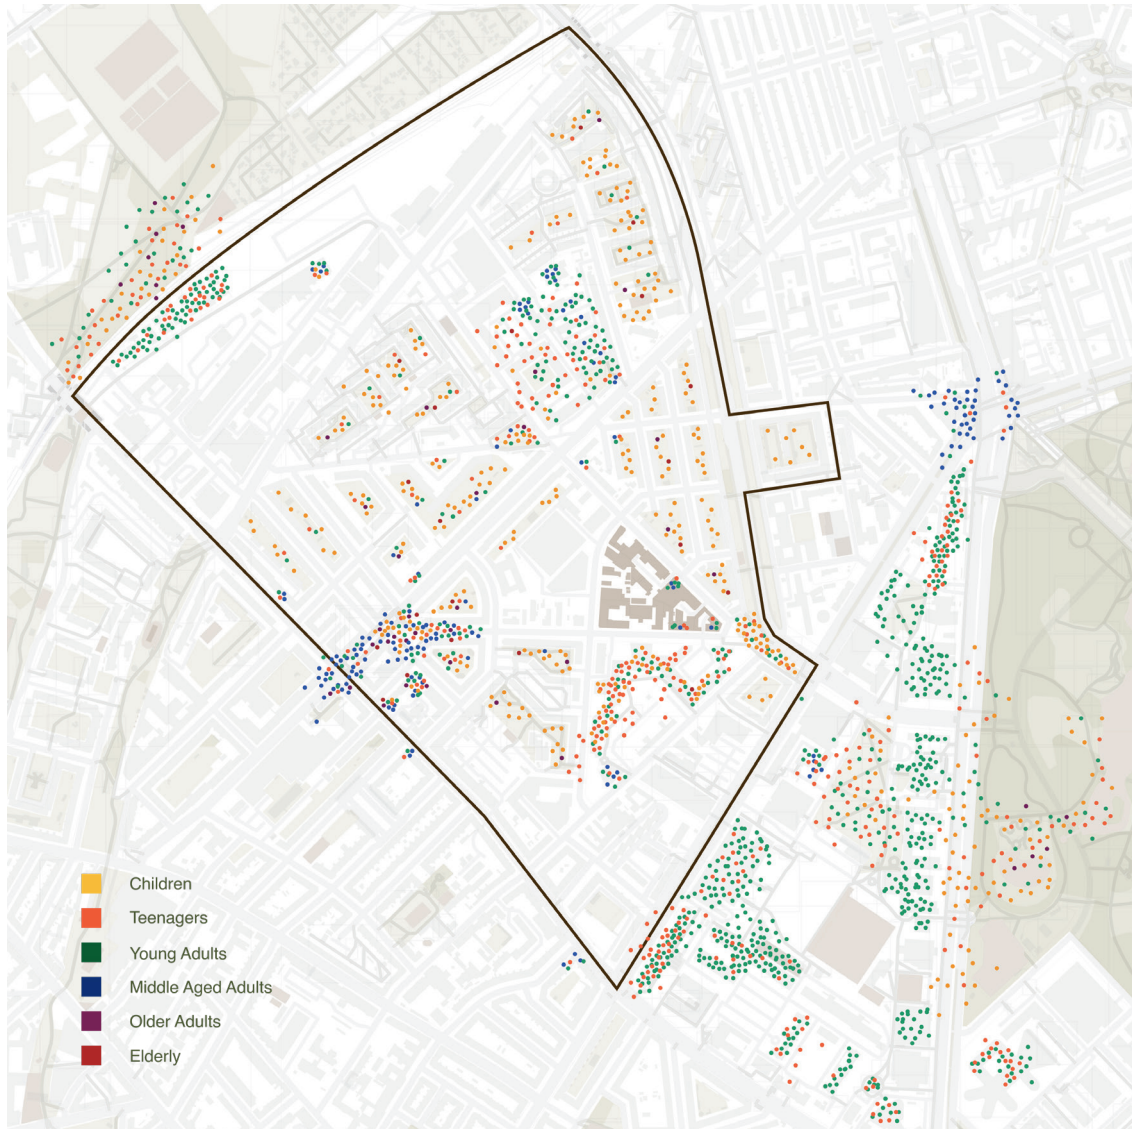 Children
Teenagers
Young Adults
Middle Aged Adults
Older Adults
Elderly